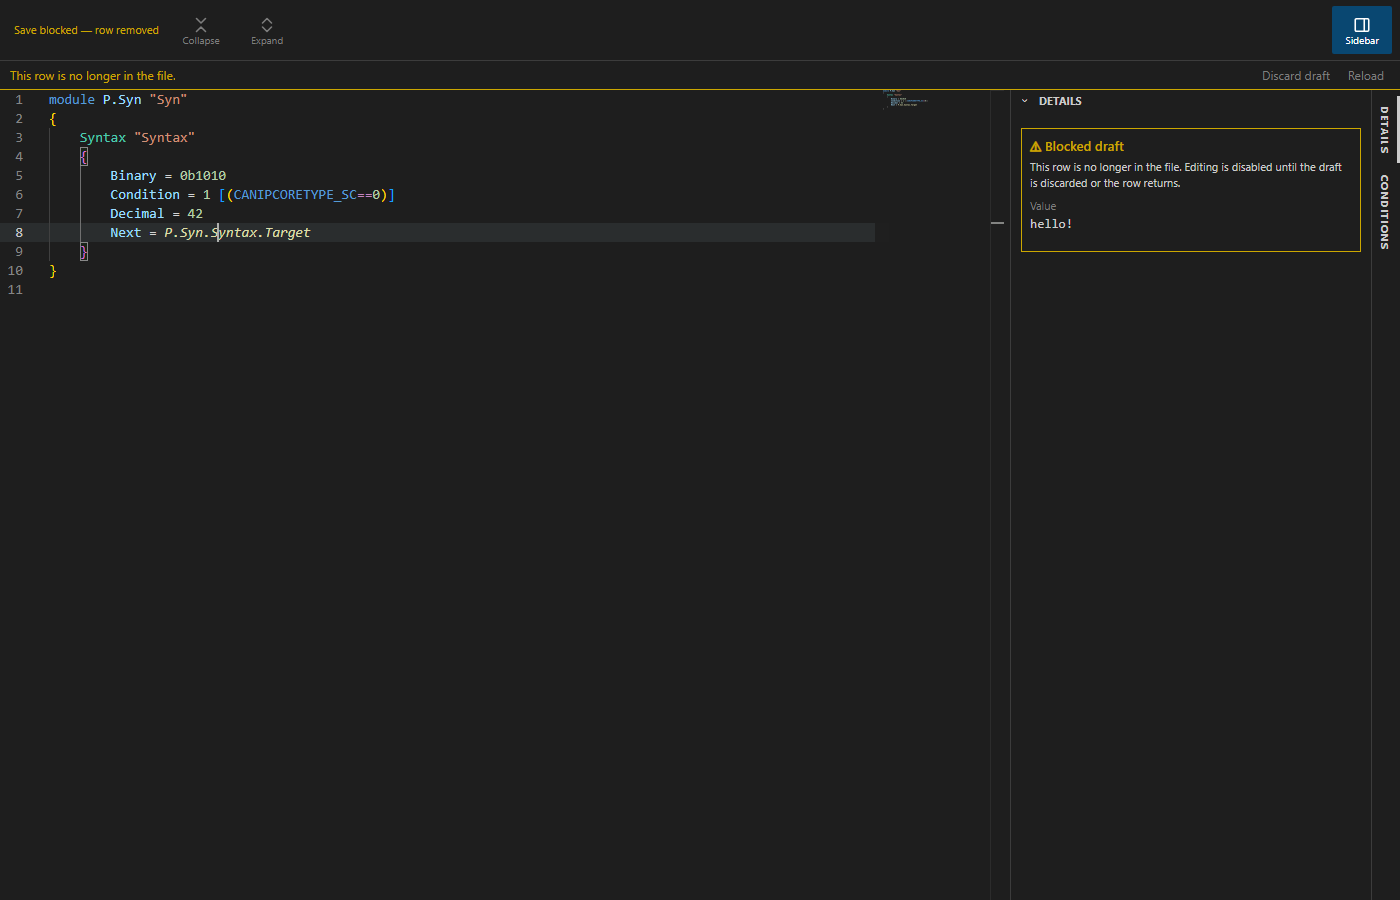 Save blocked — row removed
Collapse
Expand
Sidebar
This row is no longer in the file.
Discard draft
Reload
1 module P.Syn "Syn"
2 {
3 Syntax "Syntax"
4 {
5 Binary = 0b1010
6 Condition = 1 [(CANIPCORETYPE_SC==0)]
7 Decimal = 42
8 Next = P.Syn.Syntax.Target
9 }
10 }
11
DETAILS
Blocked draft
This row is no longer in the file. Editing is disabled until the draft
is discarded or the row returns.
Value
hello!
DETAILS
CONDITIONS